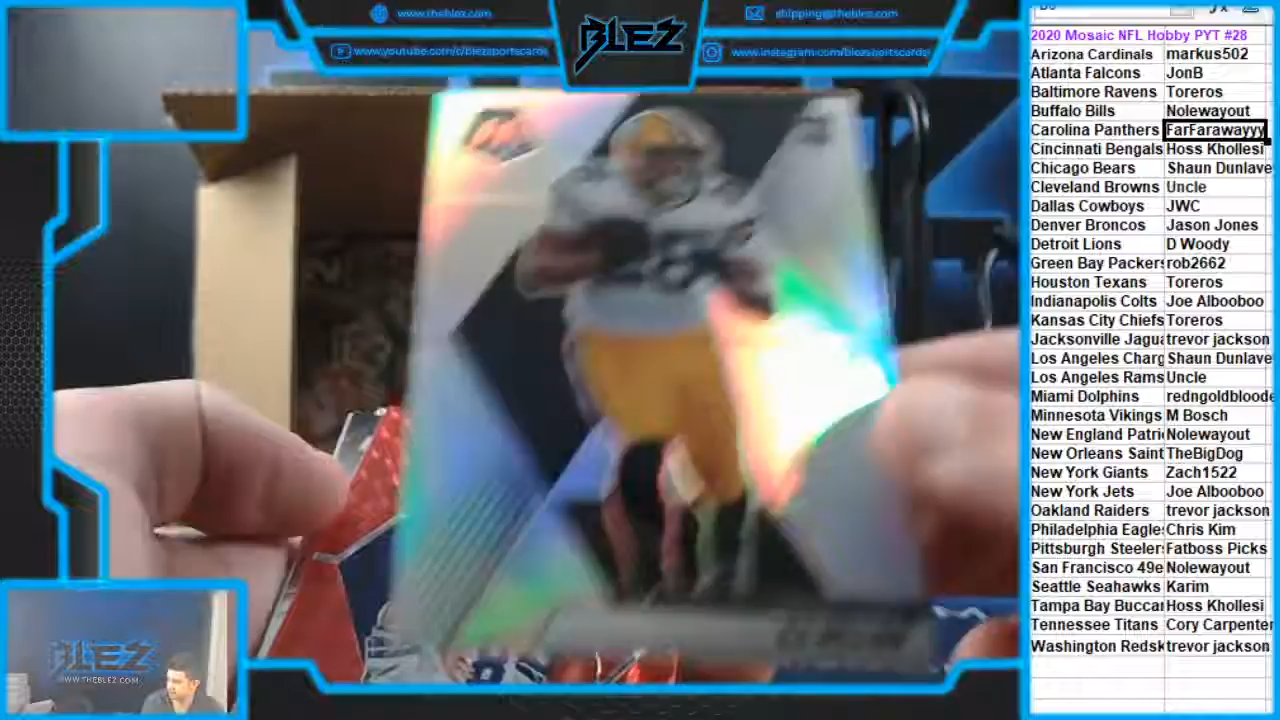 www.theblez.com
shipping@theblez.com
www.youtube.com/c/blezsportscards
www.instagram.com/blezsportscards
BLEZ
2020 Mosaic NFL Hobby PYT #28
Arizona Cardinals markus502
Atlanta Falcons JonB
Baltimore Ravens Toreros
Buffalo Bills Nolewayout
Carolina Panthers FarFarawayyy
Cincinnati Bengals Hoss Khollesi
Chicago Bears Shaun Dunlave
Cleveland Browns Uncle
Dallas Cowboys JWC
Denver Broncos Jason Jones
Detroit Lions D Woody
Green Bay Packers rob2662
Houston Texans Toreros
Indianapolis Colts Joe Albooboo
Kansas City Chiefs Toreros
Jacksonville Jagua trevor jackson
Los Angeles Charg Shaun Dunlave
Los Angeles Rams Uncle
Miami Dolphins redngoldbloode
Minnesota Vikings M Bosch
New England Patri Nolewayout
New Orleans Saint TheBigDog
New York Giants Zach1522
New York Jets Joe Albooboo
Oakland Raiders trevor jackson
Philadelphia Eagle Chris Kim
Pittsburgh Steelers Fatboss Picks
San Francisco 49e Nolewayout
Seattle Seahawks Karim
Tampa Bay Buccar Hoss Khollesi
Tennessee Titans Cory Carpenter
Washington Redsk trevor jackson
BLEZ
WWW.THEBLEZ.COM